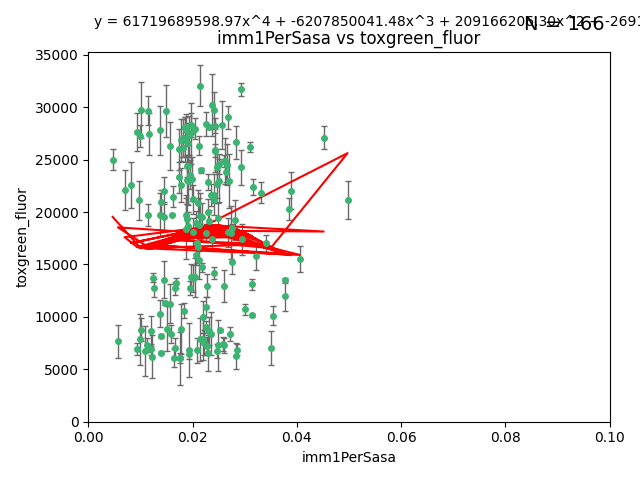 y = 61719689598.97x^4 + -6207850041.48x^3 +
N = 166
imm1PerSasa vs toxgreen_fluor
35000
30000
25000
20000
15000
10000
5000
0
toxgreen_fluor
0.00 0.02 0.04 0.06 0.08 0.10
imm1PerSasa